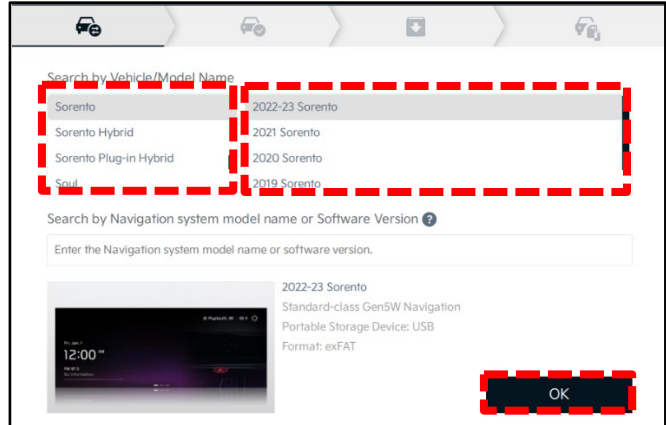 Search by Vehicle/Model Name
Sorento
Sorento Hybrid
Sorento Plug-in Hybrid
Soul
2022-23 Sorento
2021 Sorento
2020 Sorento
2019 Sorento
Search by Navigation system model name or Software Version ?
Enter the Navigation system model name or software version.
12:00
2022-23 Sorento
Standard-class Gen5W Navigation
Portable Storage Device: USB
Format: exFAT
OK